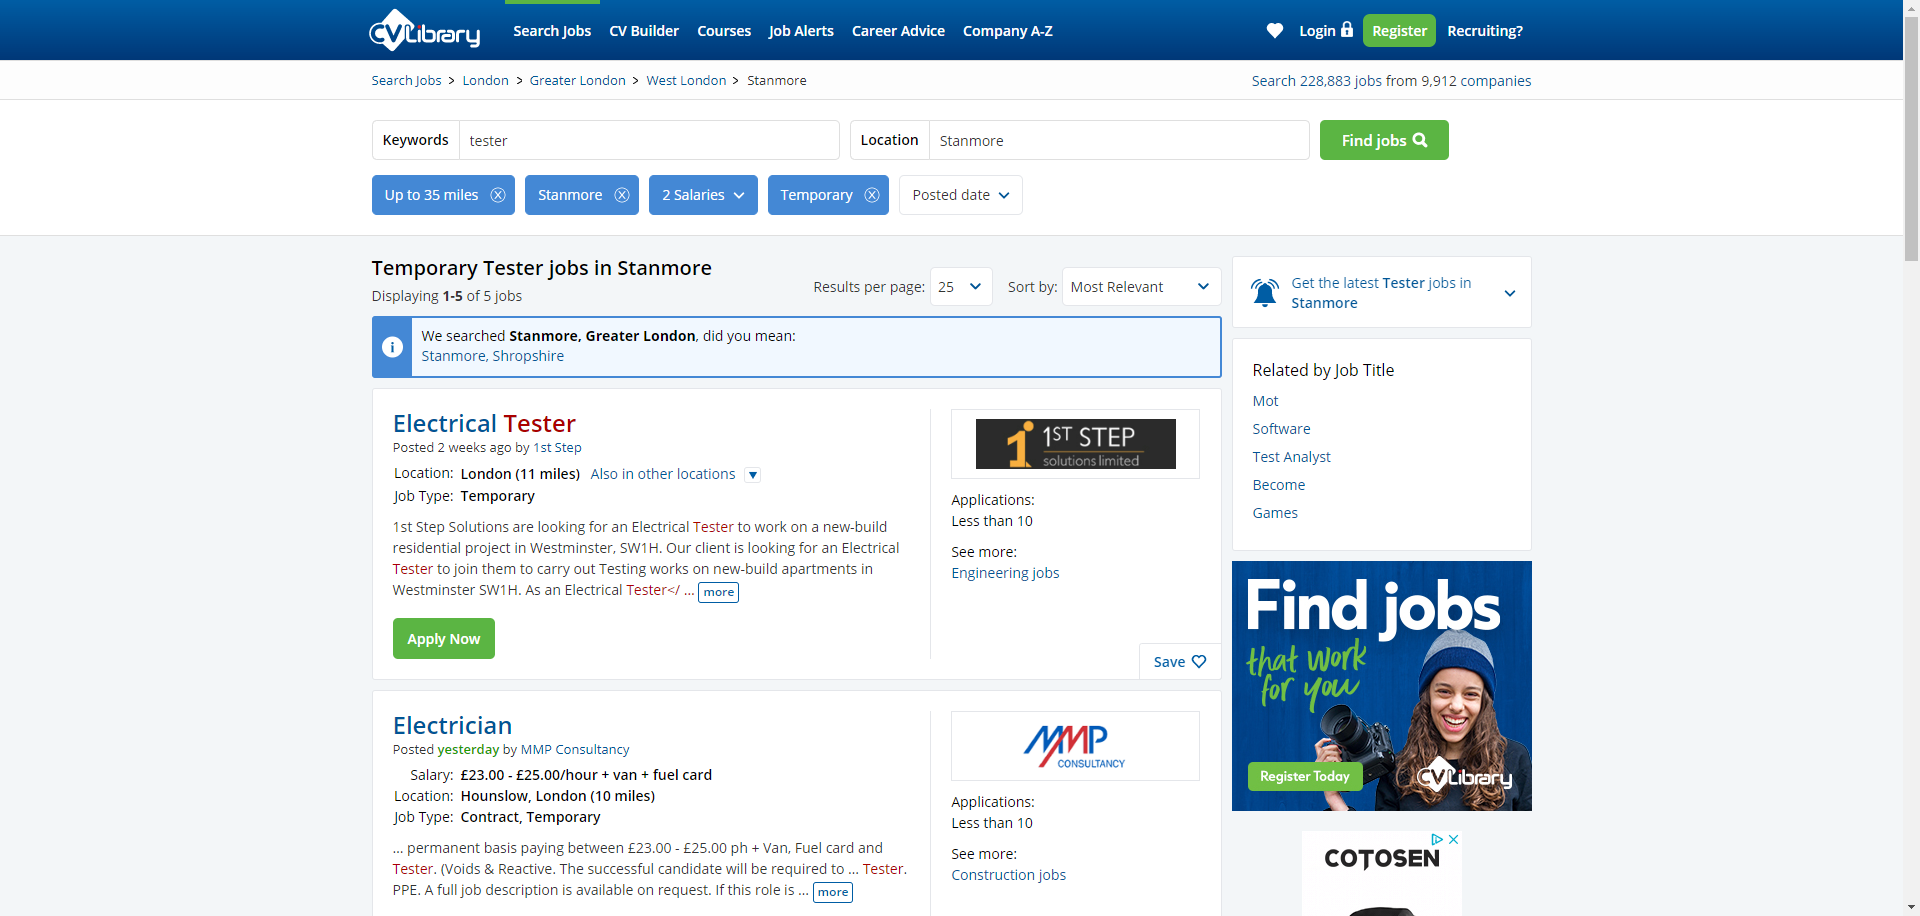 CVLibrary
Search Jobs
CV Builder
Courses
Job Alerts
Career Advice
Company A-Z
Login
Register
Recruiting?
Search Jobs > London > Greater London > West London > Stanmore
Search 228,883 jobs from 9,912 companies
Keywords
tester
Location
Stanmore
Find jobs
Up to 35 miles
Stanmore
2 Salaries
Temporary
Posted date
Temporary Tester jobs in Stanmore
Displaying 1-5 of 5 jobs
Results per page: 25
Sort by: Most Relevant
We searched Stanmore, Greater London, did you mean:
Stanmore, Shropshire
Electrical Tester
Posted 2 weeks ago by 1st Step
Location: London (11 miles) Also in other locations
Job Type: Temporary
1st Step Solutions are looking for an Electrical Tester to work on a new-build
residential project in Westminster, SW1H. Our client is looking for an Electrical
Tester to join them to carry out Testing works on new-build apartments in
Westminster SW1H. As an Electrical Tester</ ... more
Apply Now
1ST STEP
solutions limited
Applications:
Less than 10
See more:
Engineering jobs
Save
Electrician
Posted yesterday by MMP Consultancy
Salary: £23.00 - £25.00/hour + van + fuel card
Location: Hounslow, London (10 miles)
Job Type: Contract, Temporary
... permanent basis paying between £23.00 - £25.00 ph + Van, Fuel card and
Tester. (Voids & Reactive. The successful candidate will be required to ... Tester.
PPE. A full job description is available on request. If this role is ... more
MMP
CONSULTANCY
Applications:
Less than 10
See more:
Construction jobs
Get the latest Tester jobs in
Stanmore
Related by Job Title
Mot
Software
Test Analyst
Become
Games
Find jobs
that work
for you
Register Today
CVLibrary
COTOSEN